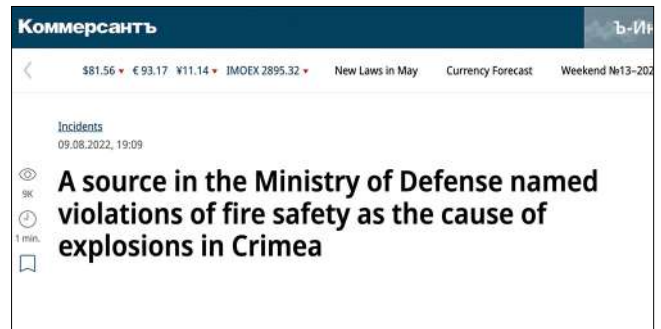 Коммерсантъ
Ъ-Ин
$81.56 ▾ € 93.17 ¥11.14 ▾ IMOEX 2895.32 ▾ New Laws in May Currency Forecast Weekend №13–202
Incidents
09.08.2022, 19:09
A source in the Ministry of Defense named
9K
violations of fire safety as the cause of
1 min.
explosions in Crimea